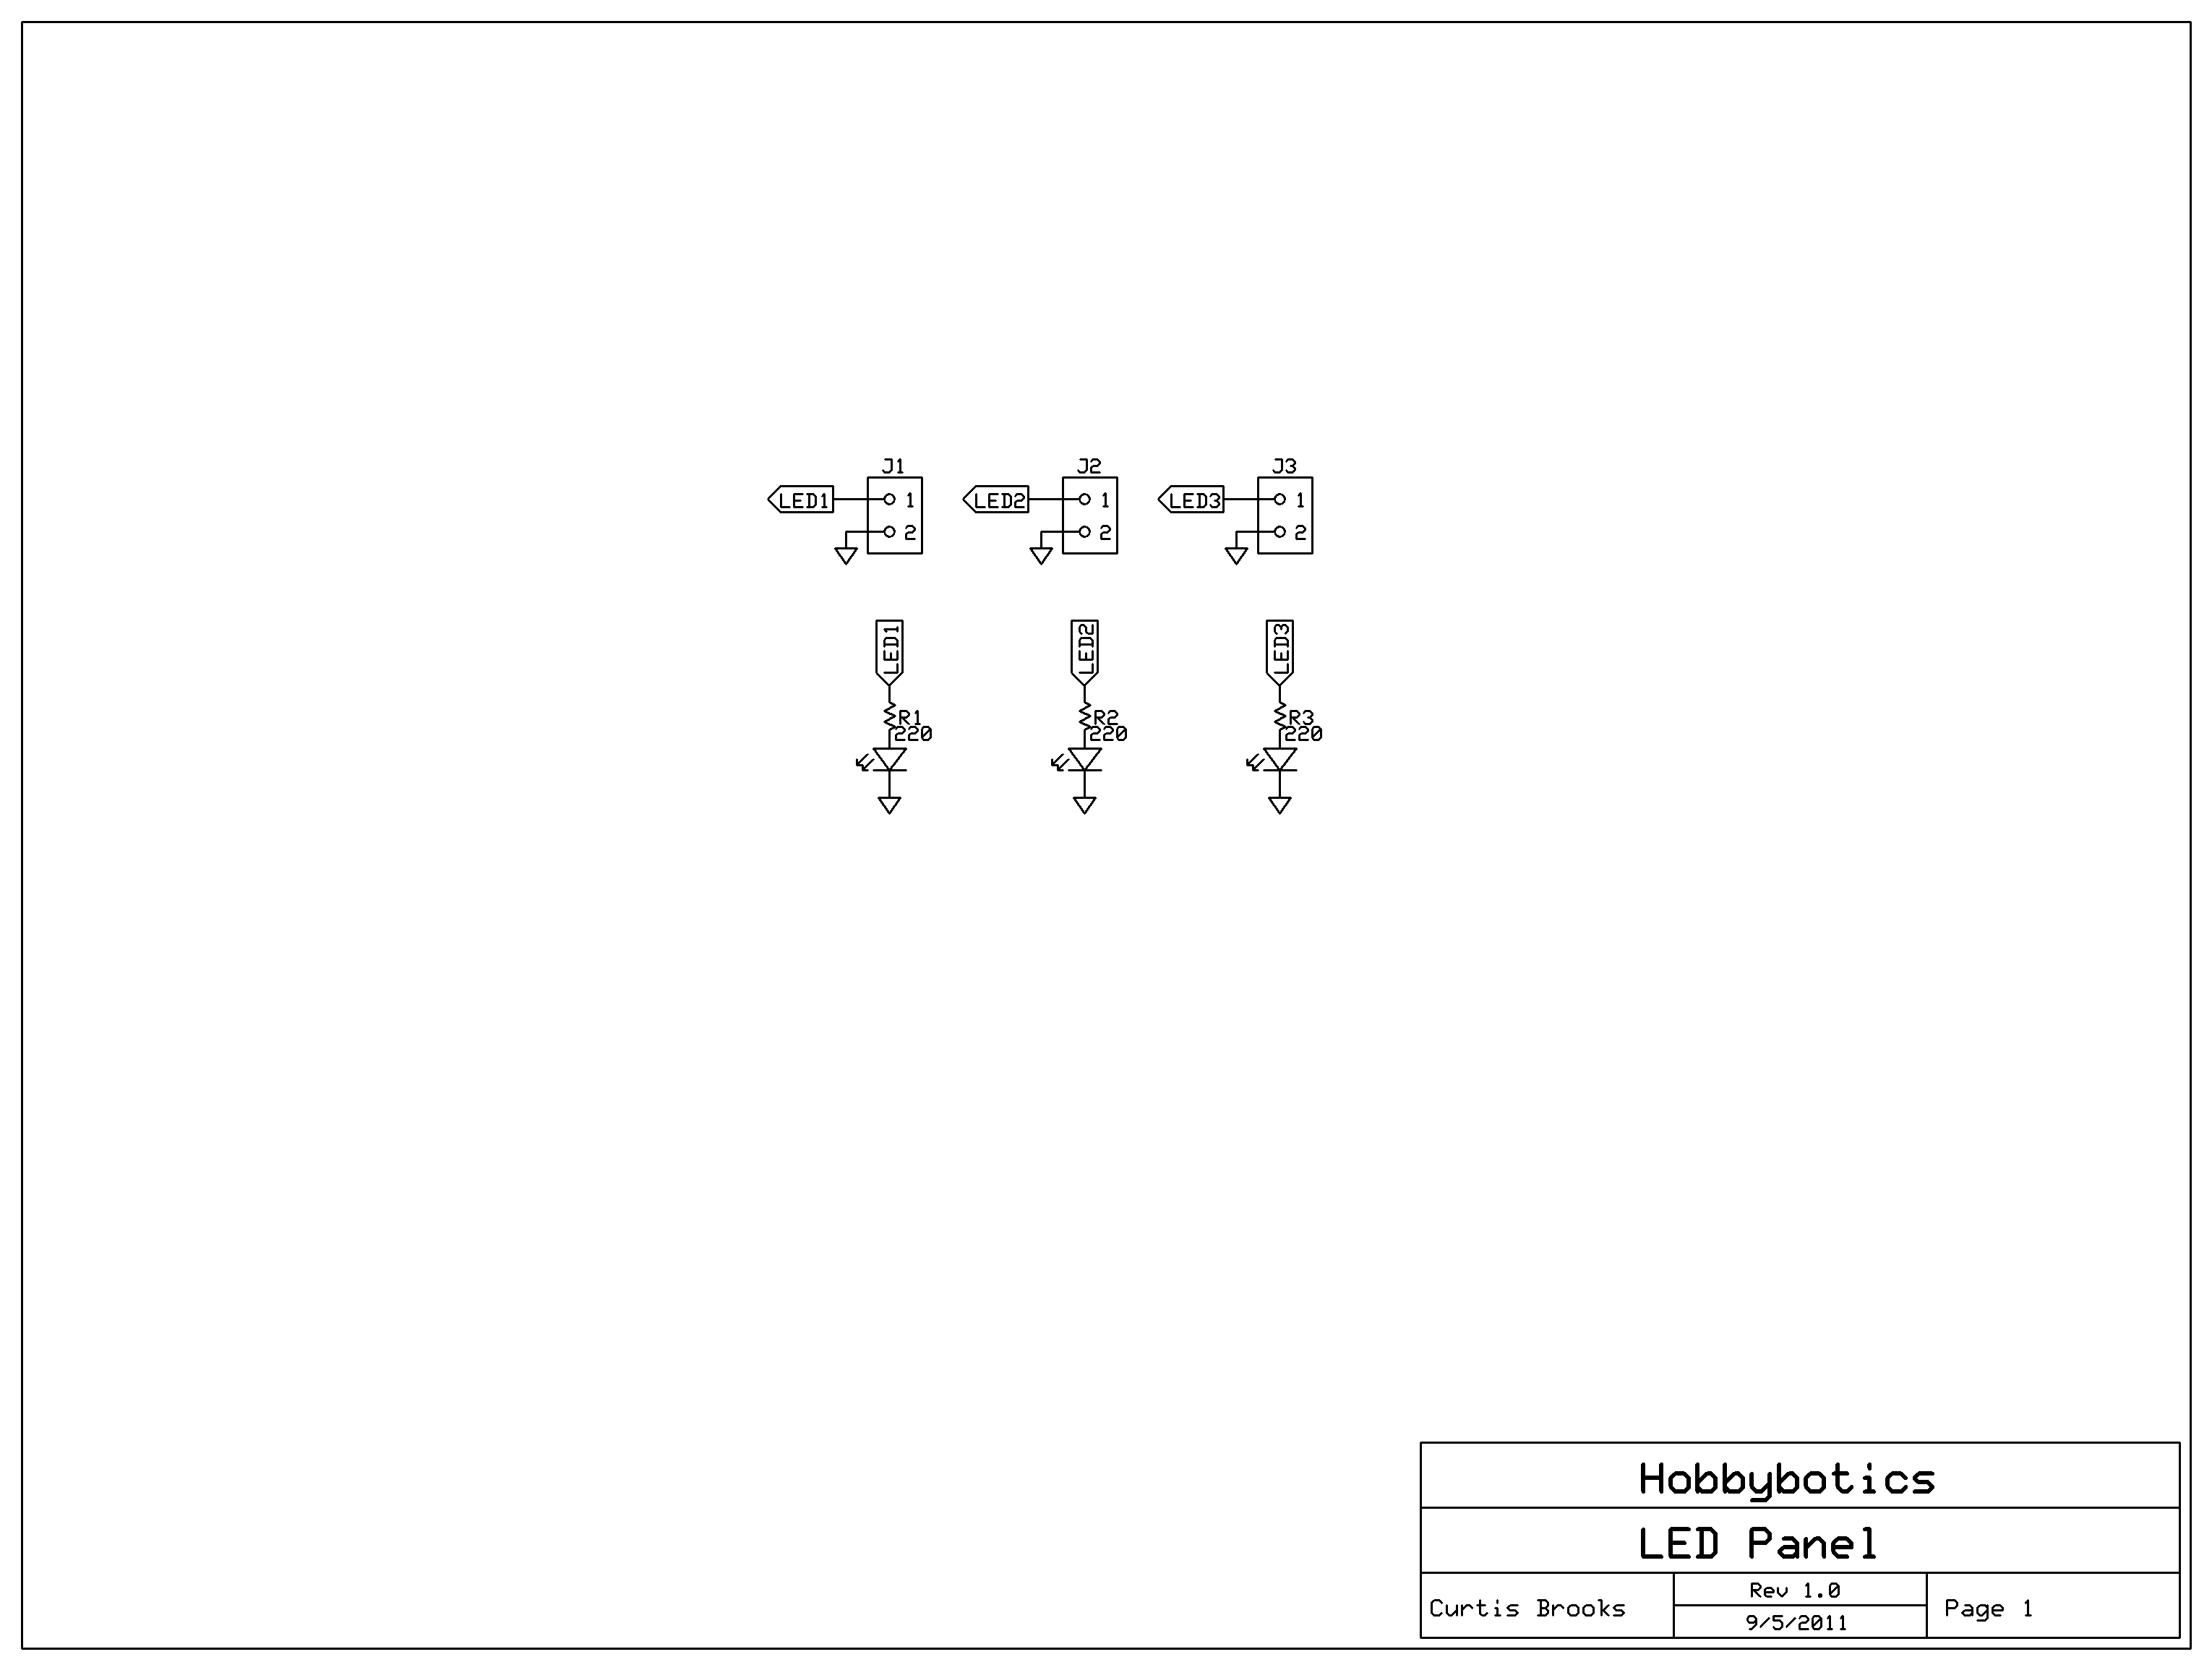 J1 J2 J3
LED1 1 LED2 1 LED3 1
2 2 2
LED1 LED2 LED3
R1 R2 R3
220 220 220
Hobbybotics
LED Panel
Curtis Brooks
Rev 1.0
9/5/2011
Page 1